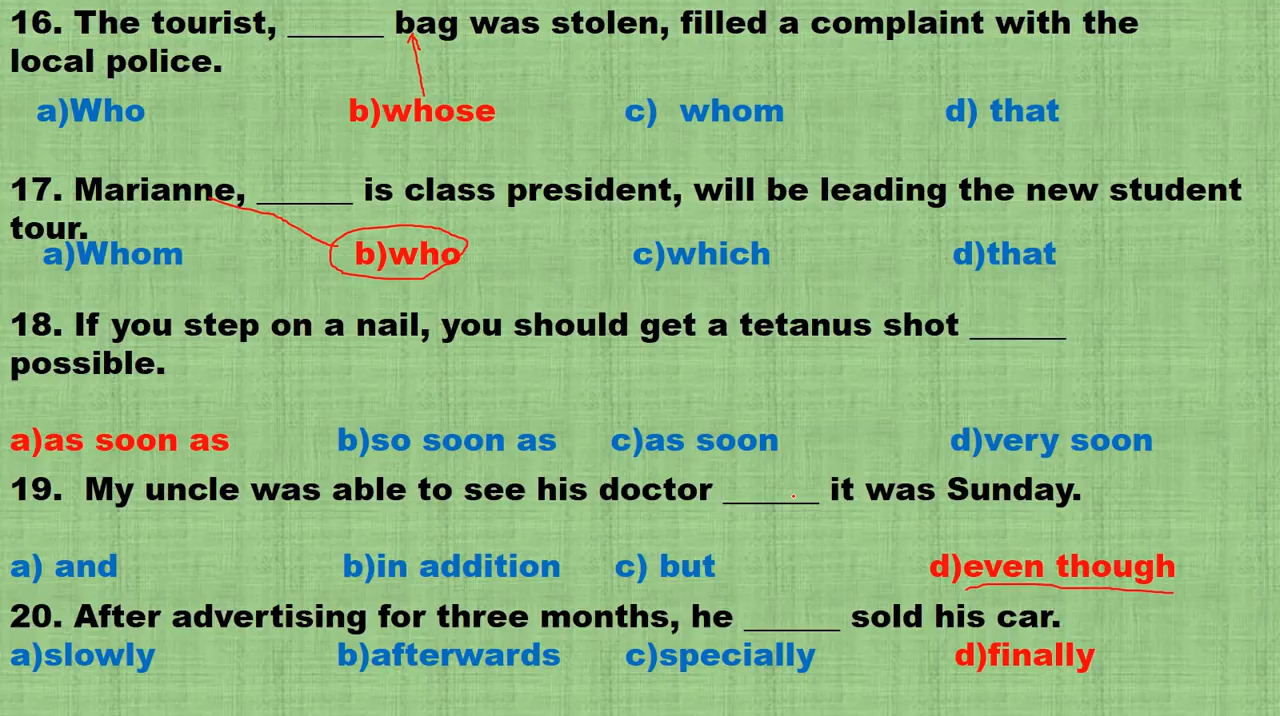 16. The tourist, ______ bag was stolen, filled a complaint with the
local police.
a)Who b)whose c) whom d) that
17. Marianne, ______ is class president, will be leading the new student
tour.
a)Whom b)who c)which d)that
18. If you step on a nail, you should get a tetanus shot ______
possible.
a)as soon as b)so soon as c)as soon d)very soon
19. My uncle was able to see his doctor ______ it was Sunday.
a) and b)in addition c) but d)even though
20. After advertising for three months, he ______ sold his car.
a)slowly b)afterwards c)specially d)finally